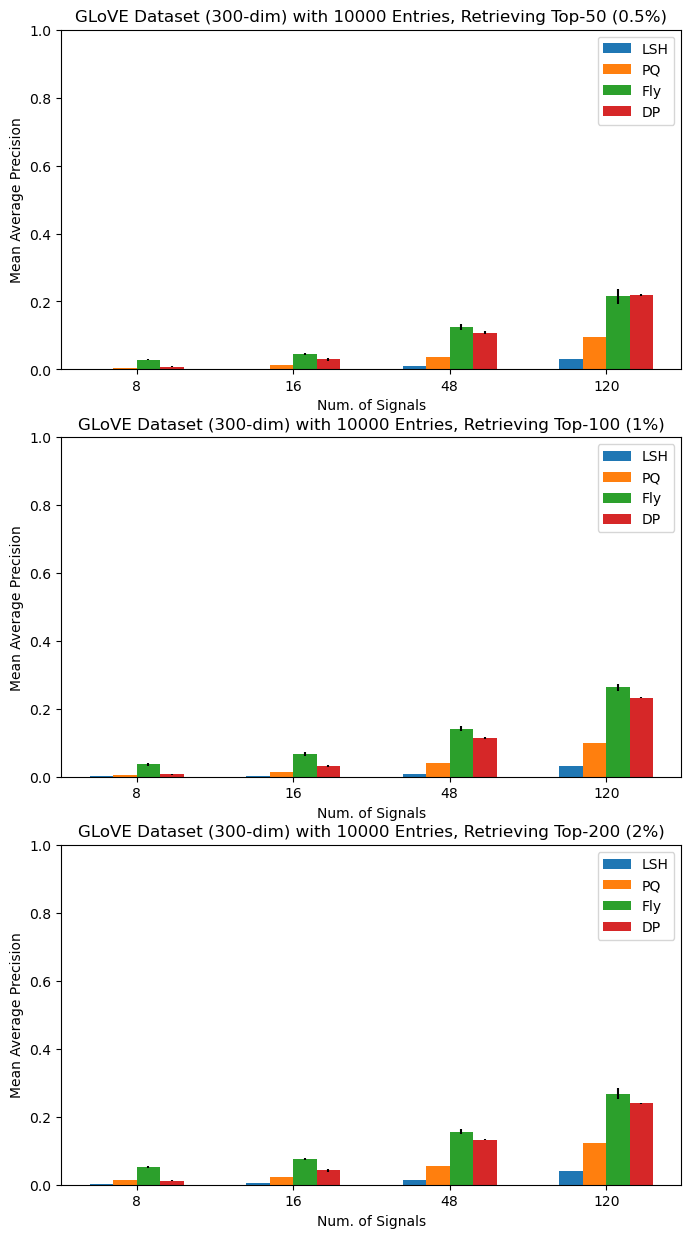 GLoVE Dataset (300-dim) with 10000 Entries, Retrieving Top-50 (0.5%)
1.0
0.8
0.6
0.4
0.2
0.0
Mean Average Precision
LSH
PQ
Fly
DP
8 16 48 120
Num. of Signals
GLoVE Dataset (300-dim) with 10000 Entries, Retrieving Top-100 (1%)
1.0
0.8
0.6
0.4
0.2
0.0
Mean Average Precision
LSH
PQ
Fly
DP
8 16 48 120
Num. of Signals
GLoVE Dataset (300-dim) with 10000 Entries, Retrieving Top-200 (2%)
1.0
0.8
0.6
0.4
0.2
0.0
Mean Average Precision
LSH
PQ
Fly
DP
8 16 48 120
Num. of Signals